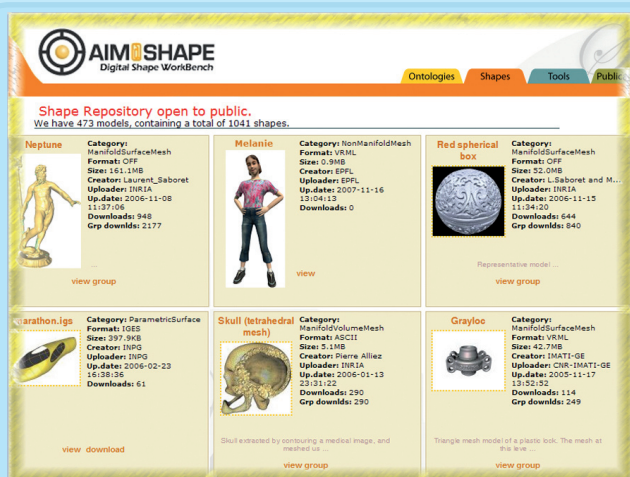 AIM@SHAPE
Digital Shape WorkBench
Ontologies Shapes Tools Public
Shape Repository open to public.
We have 473 models, containing a total of 1041 shapes.
Neptune
Category:
ManifoldSurfaceMesh
Format: OFF
Size: 161.1MB
Creator: Laurent_Saboret
Uploader: INRIA
Up.date: 2006-11-08
11:37:06
Downloads: 948
Grp downlds: 2177
...
view group
Melanie
Category: NonManifoldMesh
Format: VRML
Size: 0.9MB
Creator: EPFL
Uploader: EPFL
Up.date: 2007-11-16
13:04:13
Downloads: 0
view
Red spherical
box
Category:
ManifoldSurfaceMesh
Format: OFF
Size: 52.0MB
Creator: L.Saboret and M...
Uploader: INRIA
Up.date: 2006-11-15
11:34:20
Downloads: 644
Grp downlds: 840
Representative model ...
view group
marathon.igs
Category: ParametricSurface
Format: IGES
Size: 397.9KB
Creator: INPG
Uploader: INPG
Up.date: 2006-02-23
16:38:36
Downloads: 61
view download
Skull (tetrahedral
mesh)
Category:
ManifoldVolumeMesh
Format: ASCII
Size: 5.1MB
Creator: Pierre Alliez
Uploader: INRIA
Up.date: 2006-01-13
23:31:22
Downloads: 290
Grp downlds: 290
Skull extracted by contouring a medical image, and
meshed us ...
view group
Grayloc
Category:
ManifoldSurfaceMesh
Format: VRML
Size: 42.7MB
Creator: IMATI-GE
Uploader: CNR-IMATI-GE
Up.date: 2005-11-17
13:52:52
Downloads: 114
Grp downlds: 249
Triangle mesh model of a plastic lock. The mesh at
this leve ...
view group